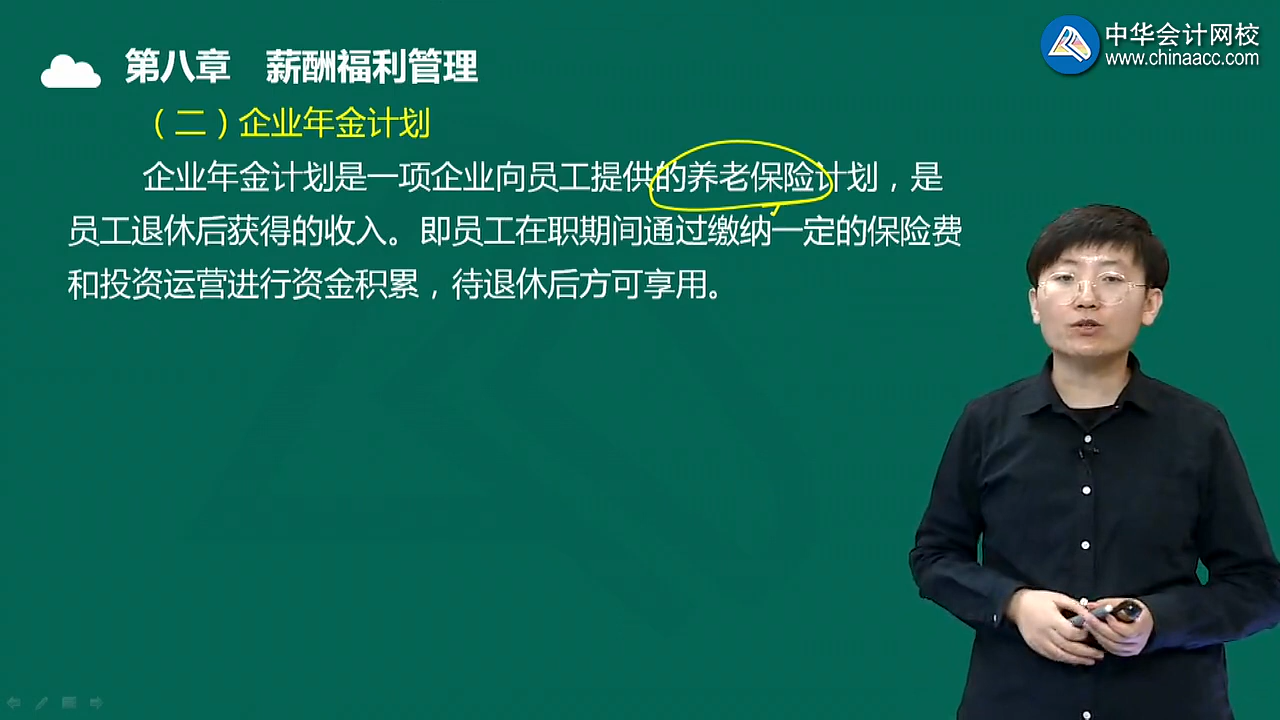 中华会计网校
www.chinaacc.com
第八章 薪酬福利管理
（二）企业年金计划
企业年金计划是一项企业向员工提供的养老保险计划，是
员工退休后获得的收入。即员工在职期间通过缴纳一定的保险费
和投资运营进行资金积累，待退休后方可享用。